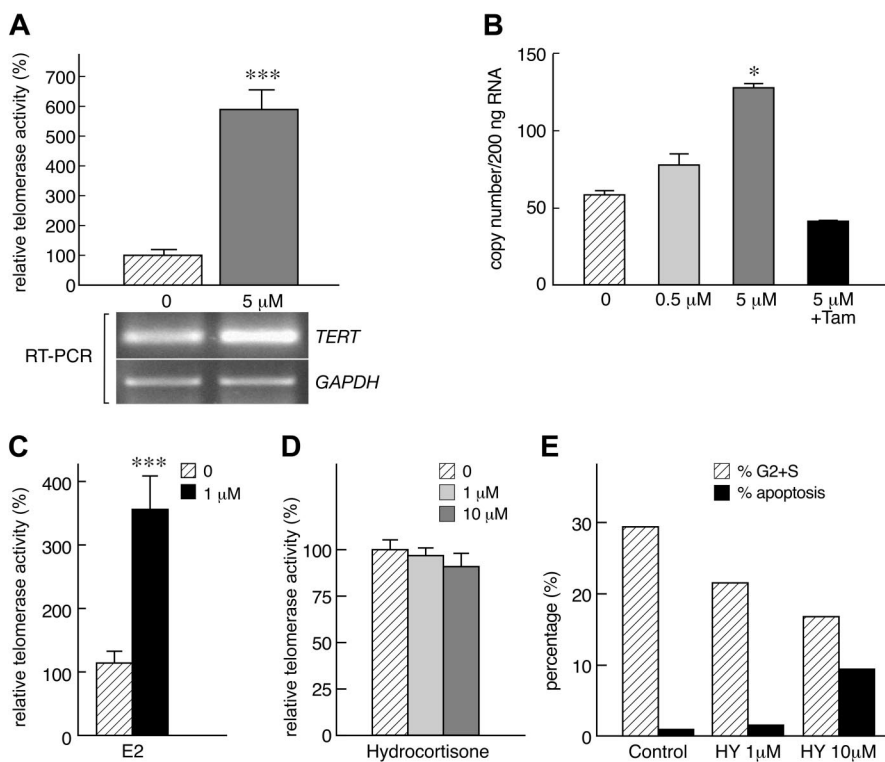 A
relative telomerase activity (%)
700
600
500
400
300
200
100
0
***
0
5 μM
RT-PCR
TERT
GAPDH
B
copy number/200 ng RNA
150
100
50
0
*
0
0.5 μM
5 μM
5 μM
+Tam
C
relative telomerase activity (%)
400
300
200
100
0
***
0
1 μM
E2
D
relative telomerase activity (%)
100
75
50
25
0
0
1 μM
10 μM
Hydrocortisone
E
percentage (%)
30
20
10
0
% G2+S
% apoptosis
Control
HY 1μM
HY 10μM